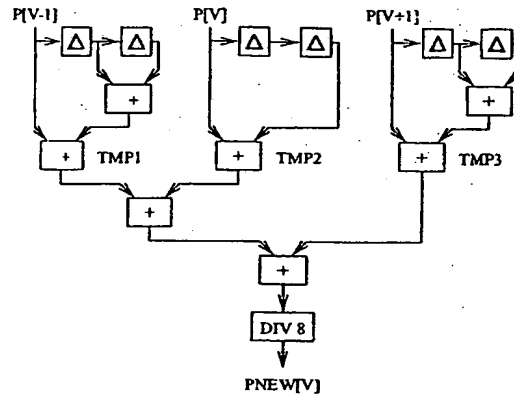 P[V-1] P[V] P[V+1]
Δ Δ Δ Δ Δ Δ
+ +
+ TMP1 + TMP2 + TMP3
+
+
DIV 8
PNEW[V]